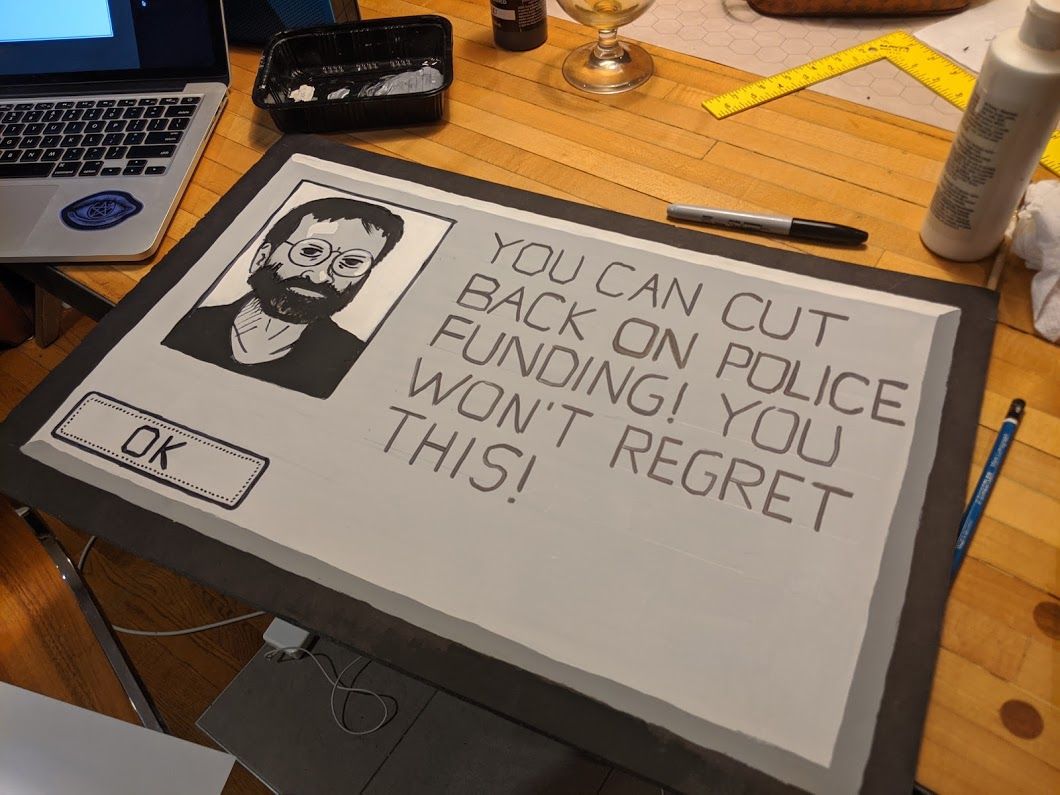 YOU CAN CUT
BACK ON POLICE
FUNDING! YOU
WON'T REGRET
THIS!
OK